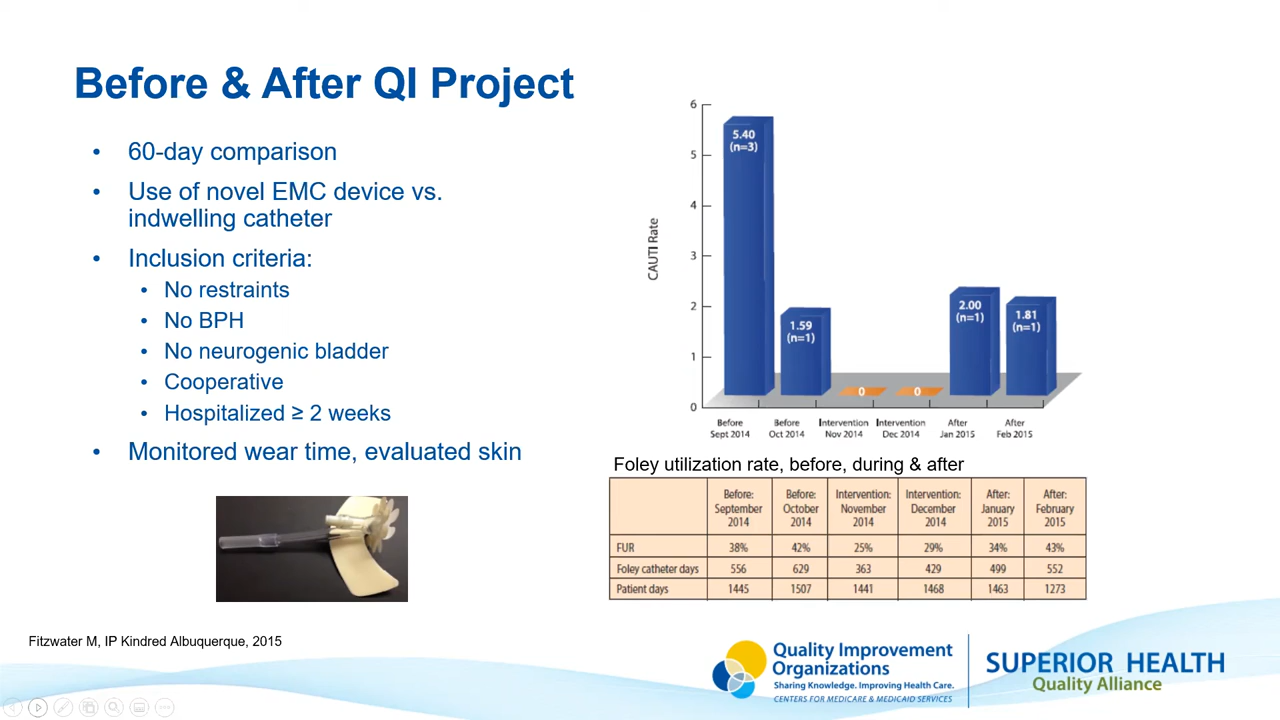 Before & After QI Project
• 60-day comparison
• Use of novel EMC device vs.
indwelling catheter
• Inclusion criteria:
• No restraints
• No BPH
• No neurogenic bladder
• Cooperative
• Hospitalized ≥ 2 weeks
• Monitored wear time, evaluated skin
Fitzwater M, IP Kindred Albuquerque, 2015
CAUTI Rate
6
5
4
3
2
1
0
5.40
(n=3)
1.59
(n=1)
0
0
2.00
(n=1)
1.81
(n=1)
Before
Sept 2014
Before
Oct 2014
Intervention
Nov 2014
Intervention
Dec 2014
After
Jan 2015
After
Feb 2015
Foley utilization rate, before, during & after
Before: September 2014 Before: October 2014 Intervention: November 2014 Intervention: December 2014 After: January 2015 After: February 2015
FUR 38% 42% 25% 29% 34% 43%
Foley catheter days 556 629 363 429 499 552
Patient days 1445 1507 1441 1468 1463 1273
Quality Improvement
Organizations
Sharing Knowledge. Improving Health Care.
CENTERS FOR MEDICARE & MEDICAID SERVICES
SUPERIOR HEALTH
Quality Alliance